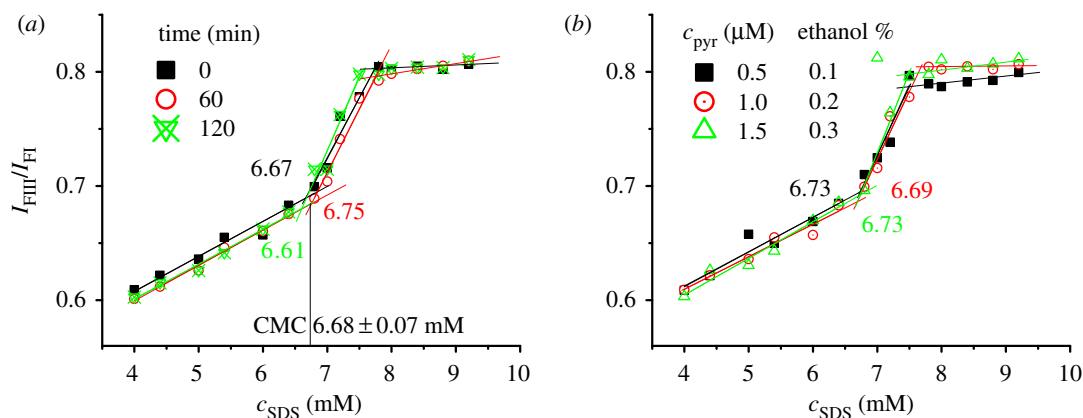 (a)
time (min)
0
60
120
0.8
0.7
0.6
I_FIII/I_FI
6.67
6.75
6.61
CMC 6.68 ± 0.07 mM
4 5 6 7 8 9 10
c_SDS (mM)
(b)
c_pyr (μM) ethanol %
0.5 0.1
1.0 0.2
1.5 0.3
0.8
0.7
0.6
6.73
6.69
6.73
4 5 6 7 8 9 10
c_SDS (mM)